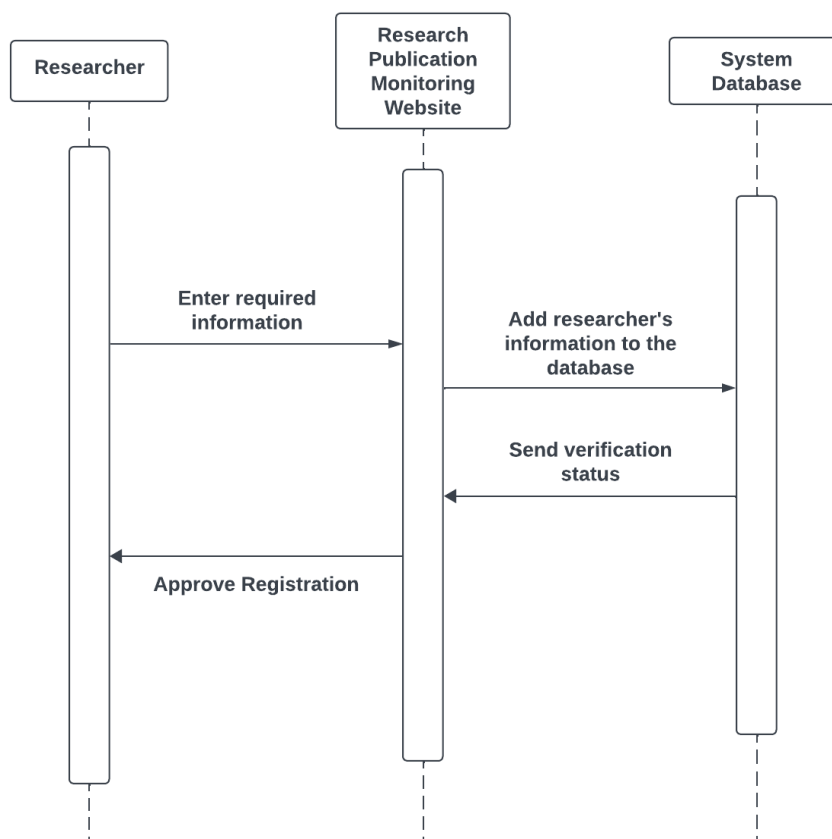 Researcher
Research
Publication
Monitoring
Website
System
Database
Enter required
information
Add researcher's
information to the
database
Send verification
status
Approve Registration